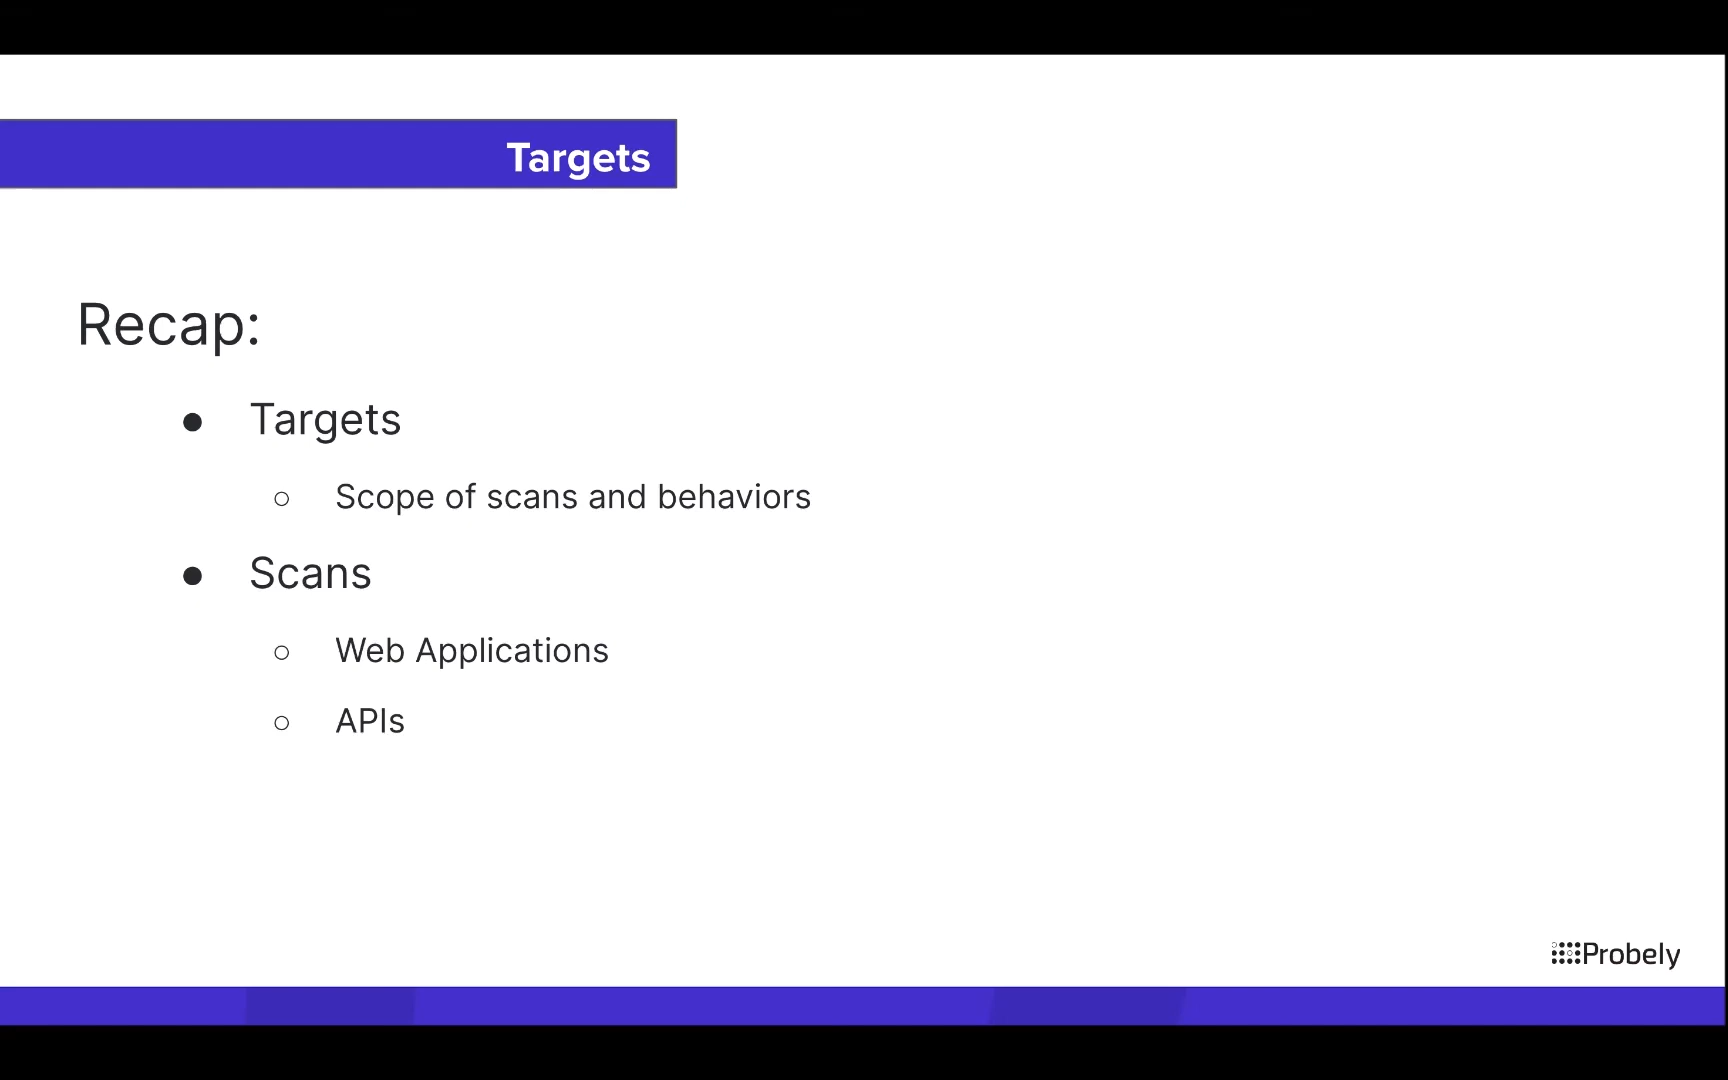 Targets
Recap:
● Targets
○ Scope of scans and behaviors
● Scans
○ Web Applications
○ APIs
Probely